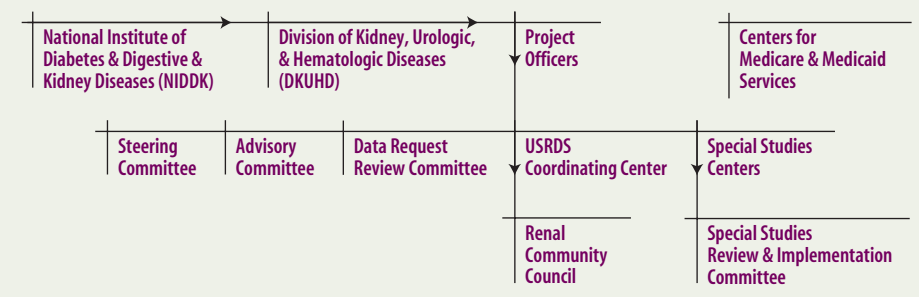 National Institute of
Diabetes & Digestive &
Kidney Diseases (NIDDK)
Division of Kidney, Urologic,
& Hematologic Diseases
(DKUHD)
Project
Officers
Centers for
Medicare & Medicaid
Services
Steering
Committee
Advisory
Committee
Data Request
Review Committee
USRDS
Coordinating Center
Special Studies
Centers
Renal
Community
Council
Special Studies
Review & Implementation
Committee